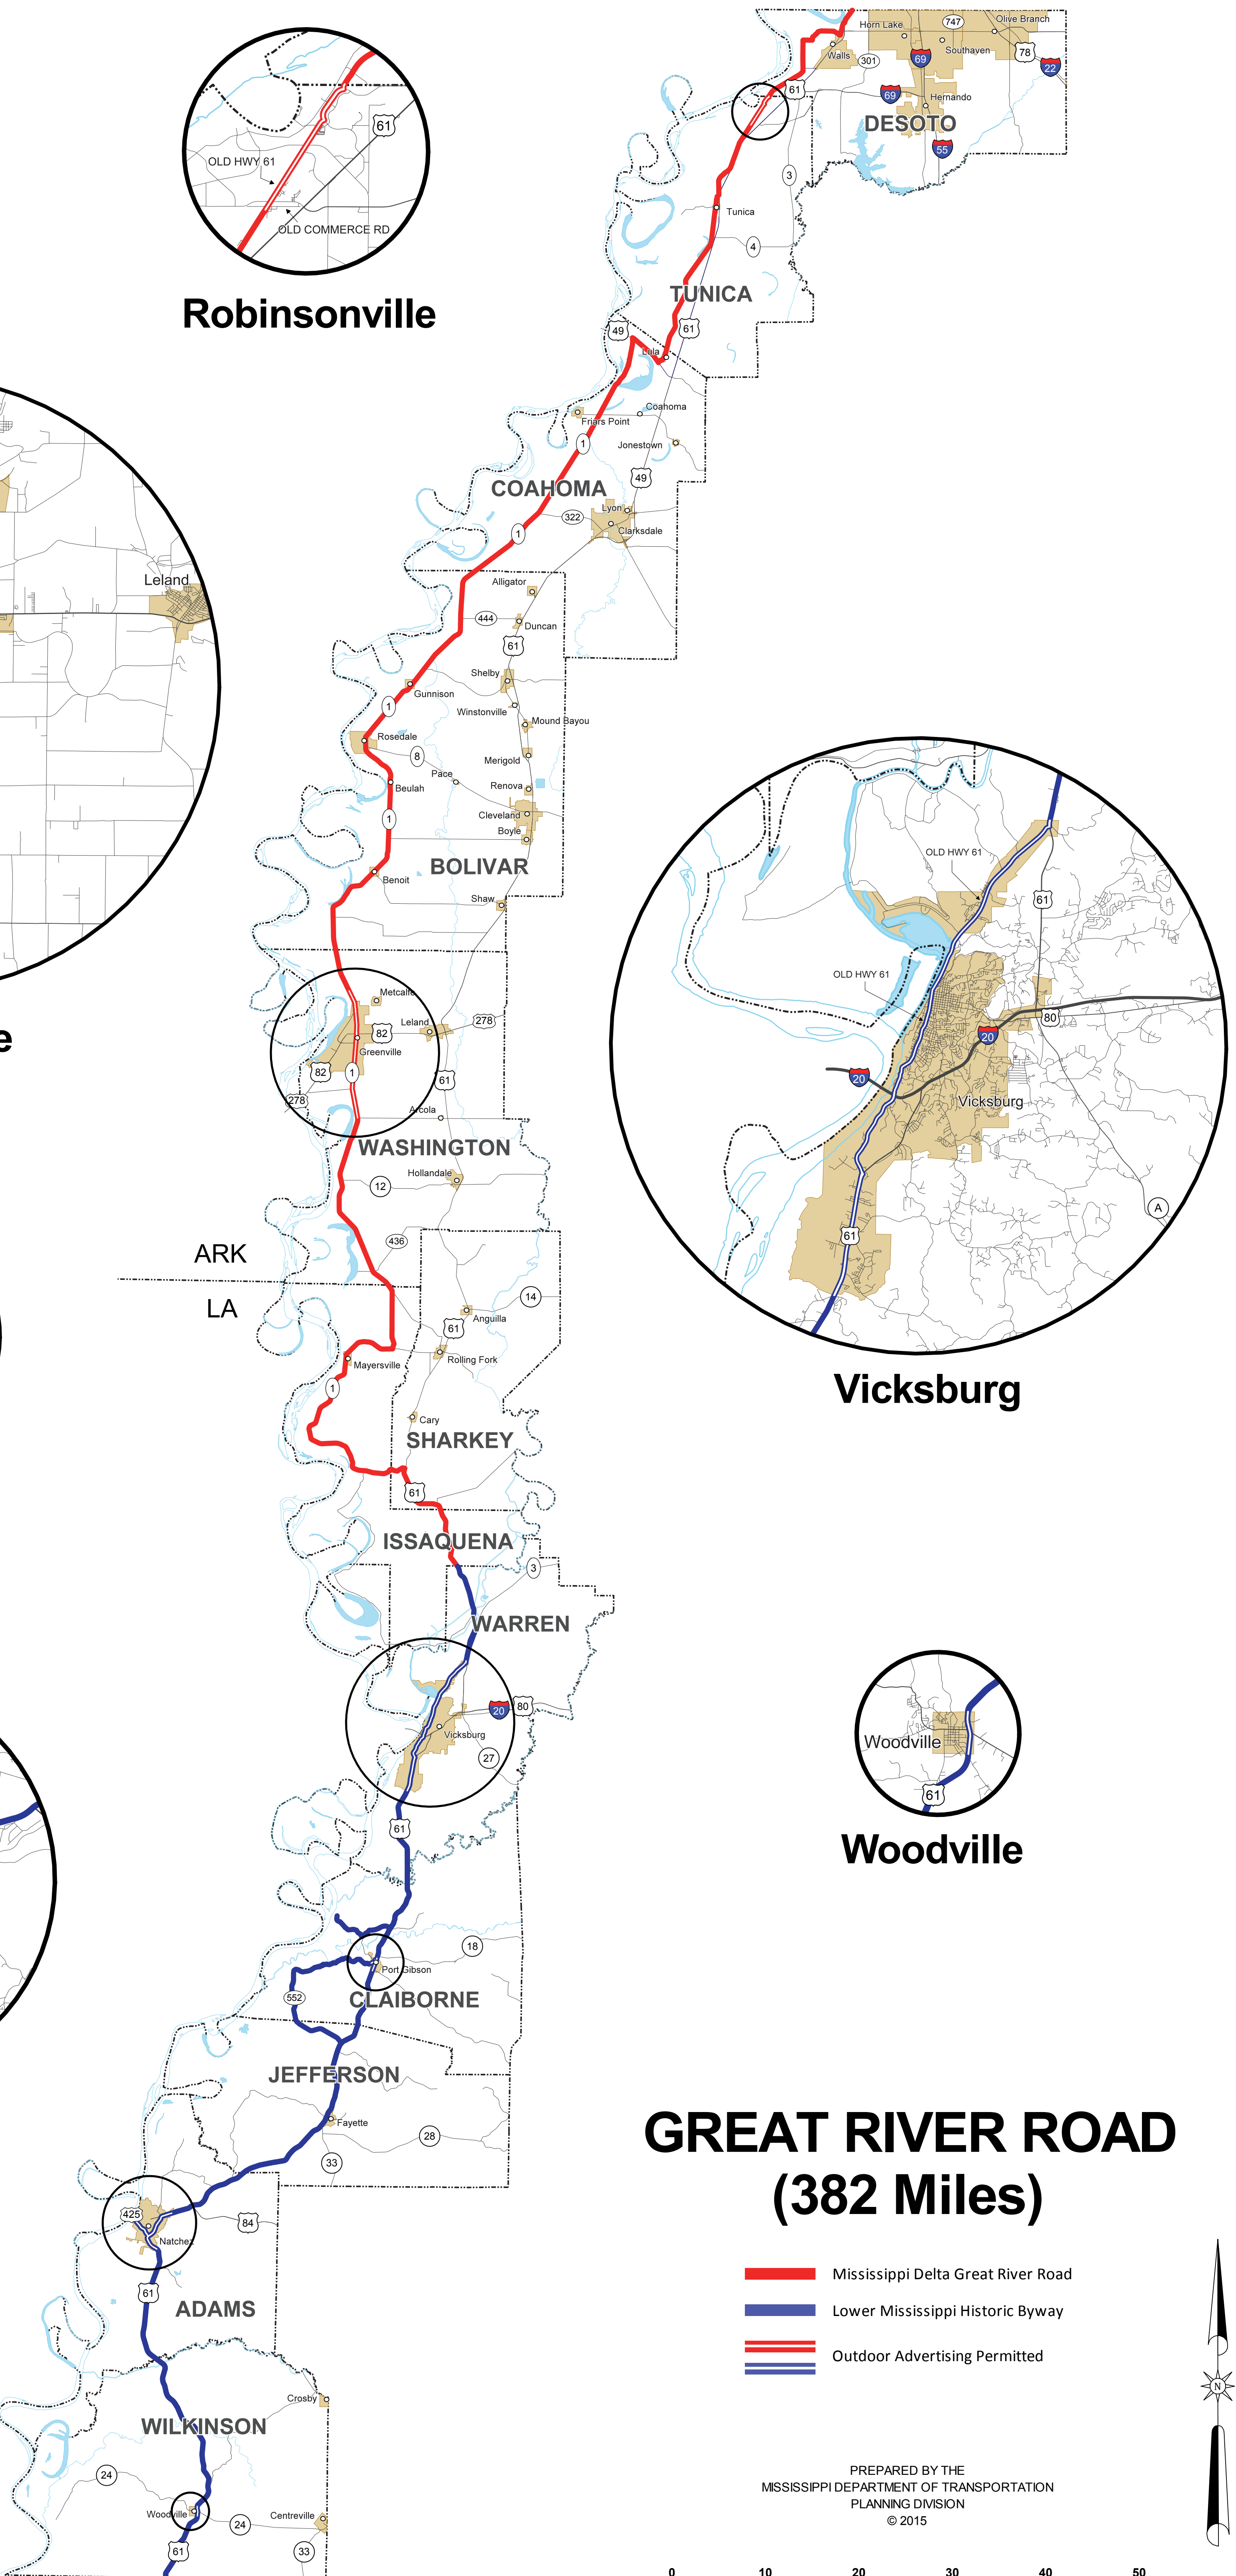 Horn Lake
747
Olive Branch
Walls
301
69
Southaven
78
22
61
69
Hernando
DESOTO
55
61
OLD HWY 61
OLD COMMERCE RD
Robinsonville
3
Tunica
4
TUNICA
49
61
Lula
Friars Point
Coahoma
1
Jonestown
49
COAHOMA
Lyon
322
Clarksdale
1
Leland
Alligator
444
Duncan
61
Shelby
Gunnison
1
Winstonville
Mound Bayou
Rosedale
8
Merigold
Pace
Beulah
Renova
1
Cleveland
Boyle
BOLIVAR
Benoit
Shaw
e
Metcalfe
Leland
278
82
Greenville
82
1
61
278
Arcola
WASHINGTON
Hollandale
12
436
ARK
LA
14
Anguilla
61
Mayersville
Rolling Fork
1
Cary
SHARKEY
61
ISSAQUENA
3
WARREN
OLD HWY 61
61
OLD HWY 61
80
20
20
Vicksburg
A
61
Vicksburg
20
80
Vicksburg
27
61
Woodville
61
Woodville
18
Port Gibson
552
CLAIBORNE
JEFFERSON
Fayette
28
33
425
84
Natchez
61
ADAMS
Crosby
WILKINSON
24
Woodville
24
Centreville
61
33
GREAT RIVER ROAD
(382 Miles)
Mississippi Delta Great River Road
Lower Mississippi Historic Byway
Outdoor Advertising Permitted
N
PREPARED BY THE
MISSISSIPPI DEPARTMENT OF TRANSPORTATION
PLANNING DIVISION
© 2015
0 10 20 30 40 50